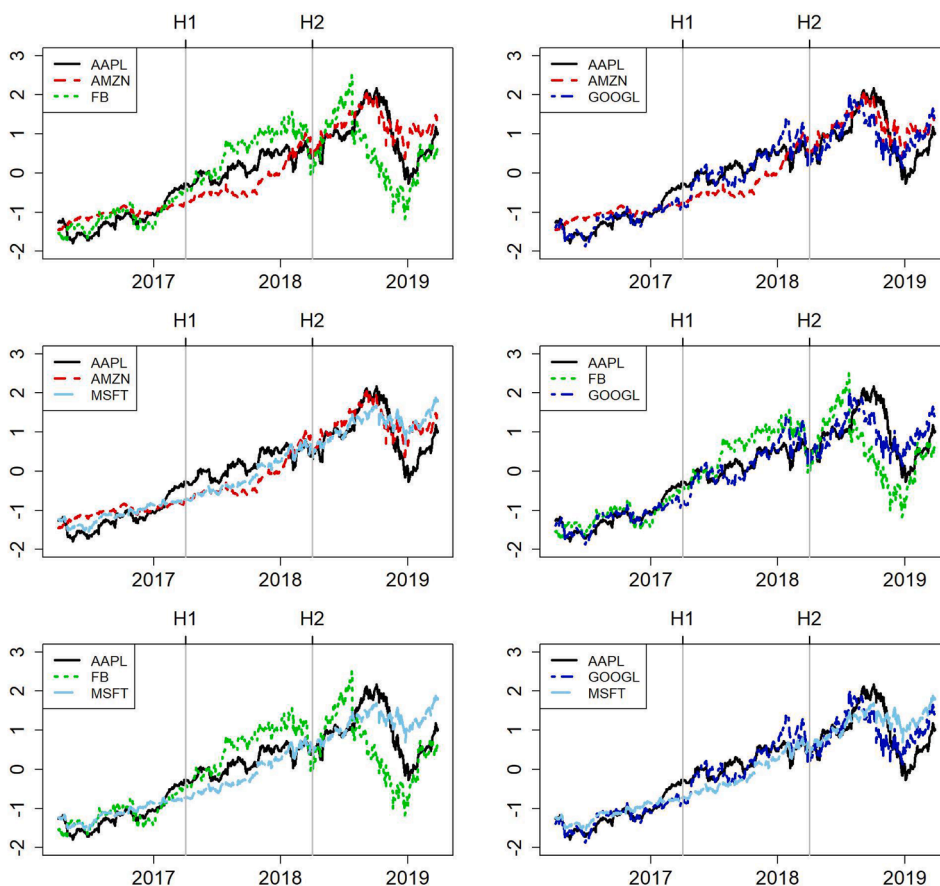 H1 H2
3
2
1
0
-1
-2
AAPL
AMZN
FB
2017 2018 2019
H1 H2
3
2
1
0
-1
-2
AAPL
AMZN
GOOGL
2017 2018 2019
H1 H2
3
2
1
0
-1
-2
AAPL
AMZN
MSFT
2017 2018 2019
H1 H2
3
2
1
0
-1
-2
AAPL
FB
GOOGL
2017 2018 2019
H1 H2
3
2
1
0
-1
-2
AAPL
FB
MSFT
2017 2018 2019
H1 H2
3
2
1
0
-1
-2
AAPL
GOOGL
MSFT
2017 2018 2019